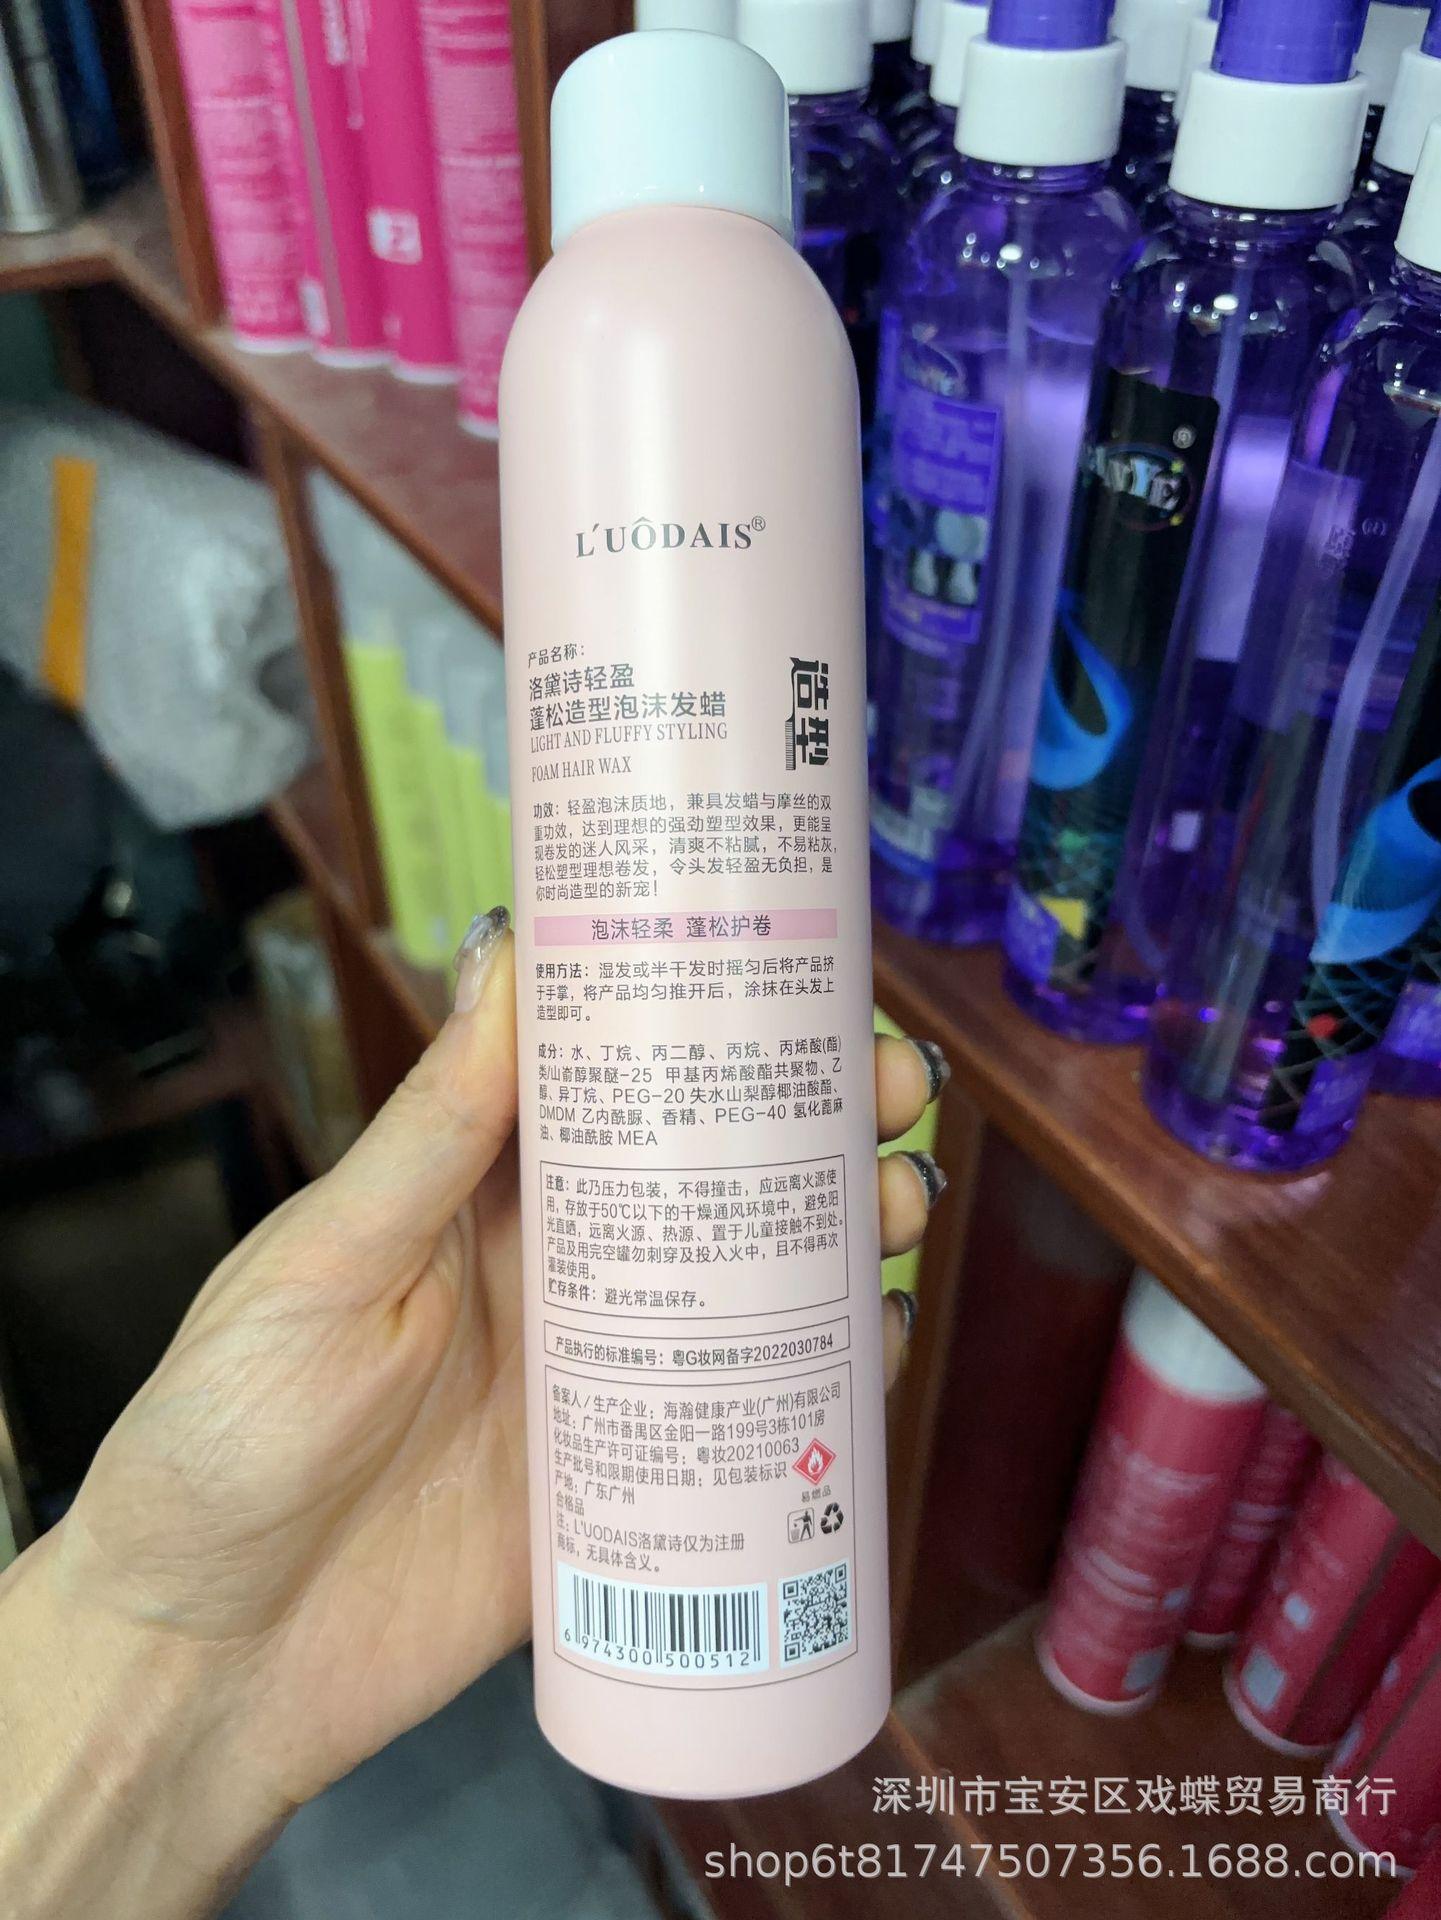 L'UÔDAIS®
产品名称：
洛黛诗轻盈
蓬松造型泡沫发蜡
LIGHT AND FLUFFY STYLING
FOAM HAIR WAX
造型
功效：轻盈泡沫质地，兼具发蜡与摩丝的双
重功效，达到理想的强劲塑型效果，更能呈
现卷发的迷人风采，清爽不粘腻，不易粘灰，
轻松塑型理想卷发，令头发轻盈无负担，是
你时尚造型的新宠！
泡沫轻柔 蓬松护卷
使用方法：湿发或半干发时摇匀后将产品挤
于手掌，将产品均匀推开后，涂抹在头发上
造型即可。
成分：水、丁烷、丙二醇、丙烷、丙烯酸(酯)
类/山嵛醇聚醚-25 甲基丙烯酸酯共聚物、乙
醇、异丁烷、PEG-20 失水山梨醇椰油酸酯、
DMDM 乙内酰脲、香精、PEG-40 氢化蓖麻
油、椰油酰胺 MEA
注意：此乃压力包装，不得撞击，应远离火源使
用，存放于50℃以下的干燥通风环境中，避免阳
光直晒，远离火源、热源、置于儿童接触不到处。
产品及用完空罐勿刺穿及投入火中，且不得再次
灌装使用。
贮存条件：避光常温保存。
产品执行的标准编号：粤G妆网备字2022030784
备案人/生产企业：海瀚健康产业(广州)有限公司
地址：广州市番禺区金阳一路199号3栋101房
化妆品生产许可证编号：粤妆20210063
生产批号和限期使用日期：见包装标识
产地：广东广州
合格品
注：L'UODAIS洛黛诗仅为注册
商标，无具体含义。
易燃品
6 974300 500512
深圳市宝安区戏蝶贸易商行
shop6t81747507356.1688.com